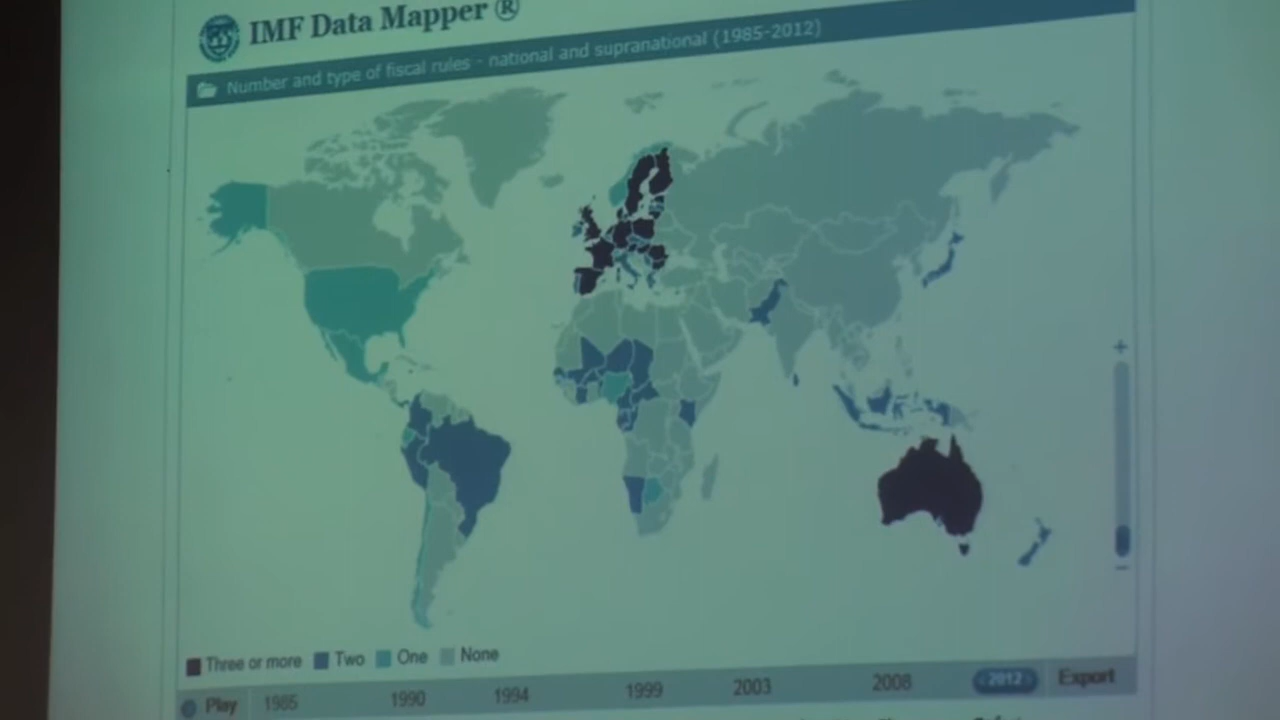 IMF Data Mapper ®
Number and type of fiscal rules - national and supranational (1985-2012)
+
−
Three or more Two One None
Play 1985 1990 1994 1999 2003 2008 2012 Export